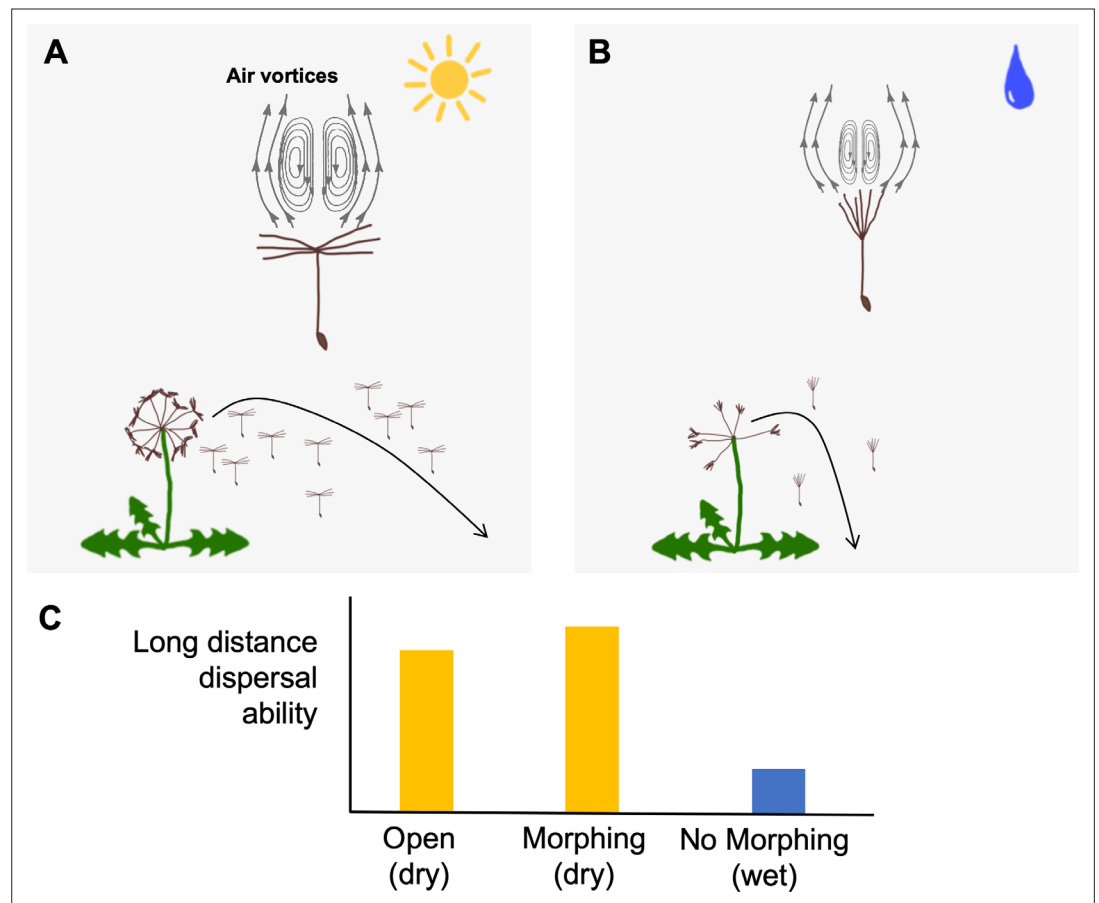 A
Air vortices
B
C
Long distance
dispersal
ability
Open
(dry)
Morphing
(dry)
No Morphing
(wet)